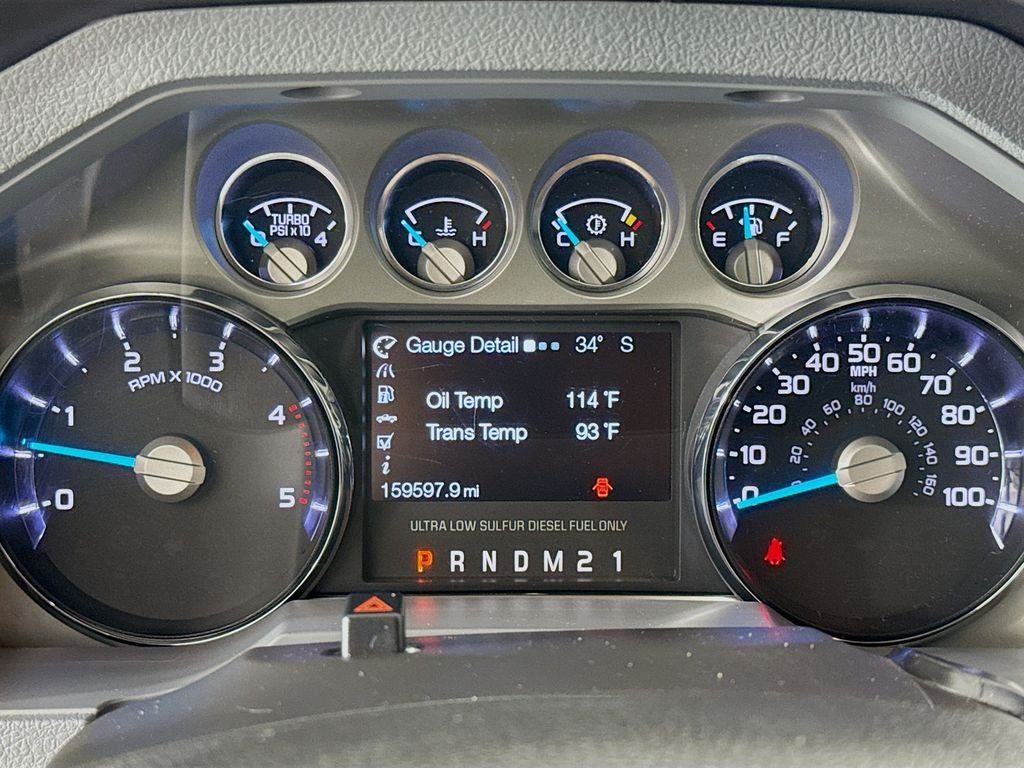 TURBO
PSI x 10
0 4
C H
C H
E F
0 1 2 3 4 5
RPM X 1000
Gauge Detail 34° S
Oil Temp 114 °F
Trans Temp 93 °F
i
159597.9 mi
ULTRA LOW SULFUR DIESEL FUEL ONLY
P R N D M 2 1
0 10 20 30 40 50 60 70 80 90 100
MPH
km/h
0 20 40 60 80 100 120 140 160